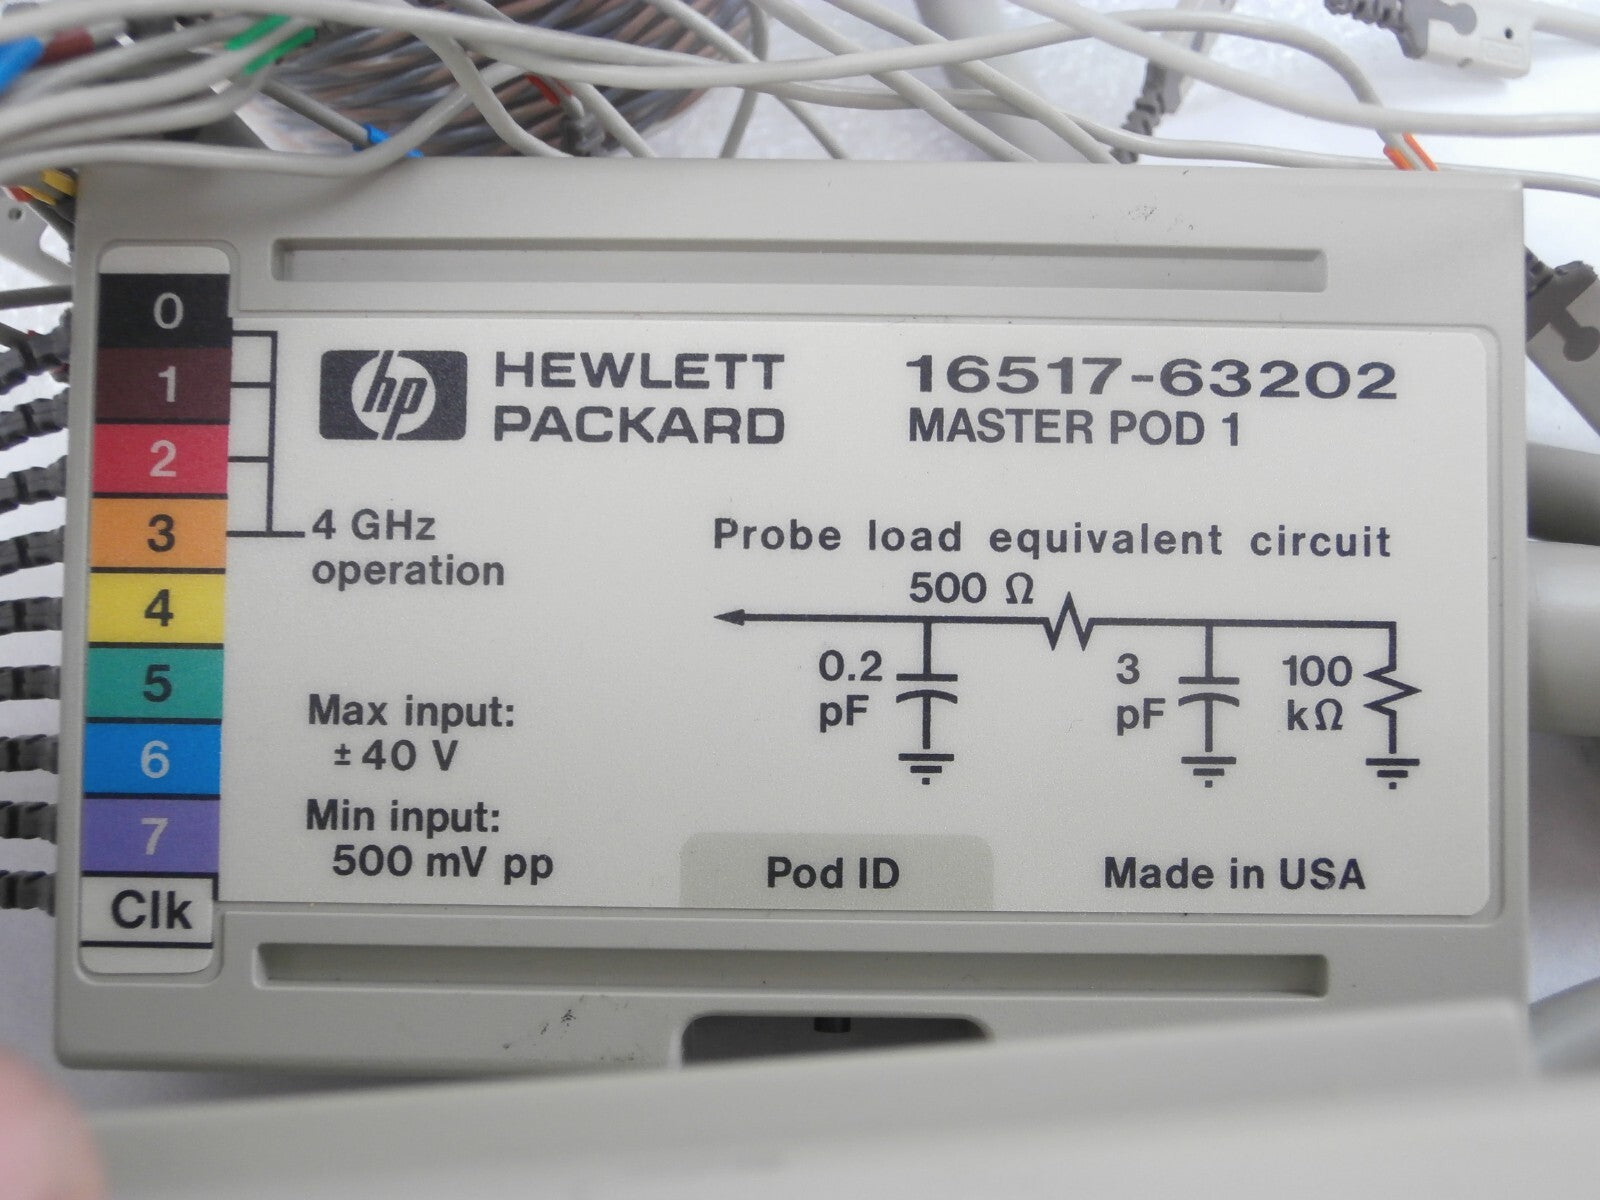 0
1
2
3
4
5
6
7
Clk
hp
HEWLETT
PACKARD
16517-63202
MASTER POD 1
4 GHz
operation
Probe load equivalent circuit
500 Ω
0.2
pF
3
pF
100
kΩ
Max input:
±40 V
Min input:
500 mV pp
Pod ID
Made in USA